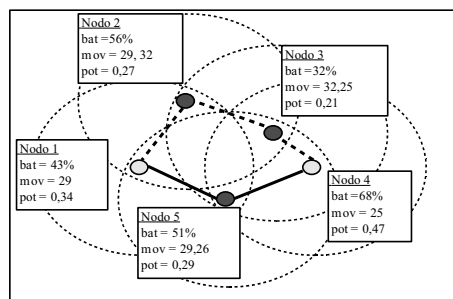 Nodo 2
bat =56%
mov = 29, 32
pot = 0,27
Nodo 3
bat =32%
mov = 32,25
pot = 0,21
Nodo 1
bat = 43%
mov = 29
pot = 0,34
Nodo 4
bat =68%
mov = 25
pot = 0,47
Nodo 5
bat = 51%
mov = 29,26
pot = 0,29